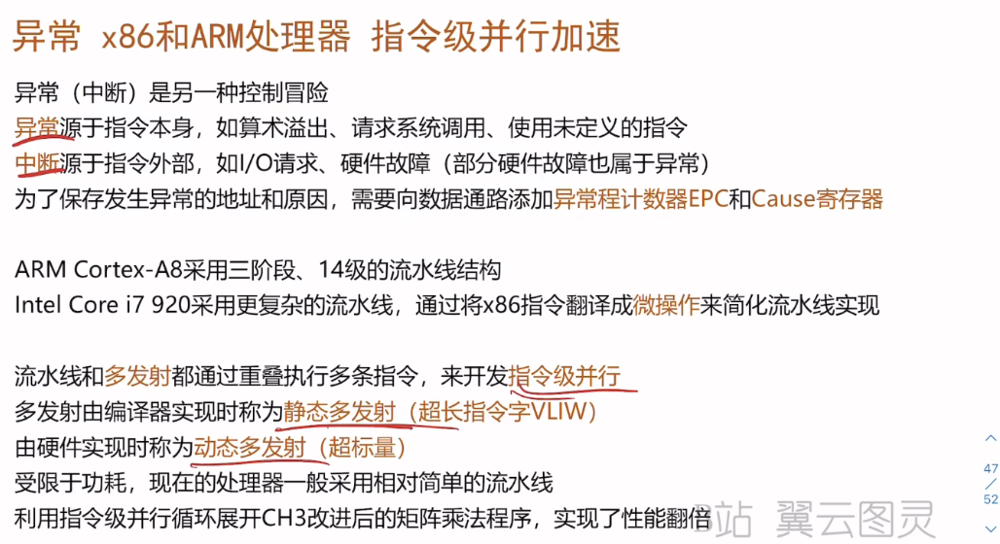 异常 x86和ARM处理器 指令级并行加速
异常（中断）是另一种控制冒险
异常源于指令本身，如算术溢出、请求系统调用、使用未定义的指令
中断源于指令外部，如I/O请求、硬件故障（部分硬件故障也属于异常）
为了保存发生异常的地址和原因，需要向数据通路添加异常程计数器EPC和Cause寄存器
ARM Cortex-A8采用三阶段、14级的流水线结构
Intel Core i7 920采用更复杂的流水线，通过将x86指令翻译成微操作来简化流水线实现
流水线和多发射都通过重叠执行多条指令，来开发指令级并行
多发射由编译器实现时称为静态多发射（超长指令字VLIW）
由硬件实现时称为动态多发射（超标量）
受限于功耗，现在的处理器一般采用相对简单的流水线
利用指令级并行循环展开CH3改进后的矩阵乘法程序，实现了性能翻倍
B站 翼云图灵
47
52